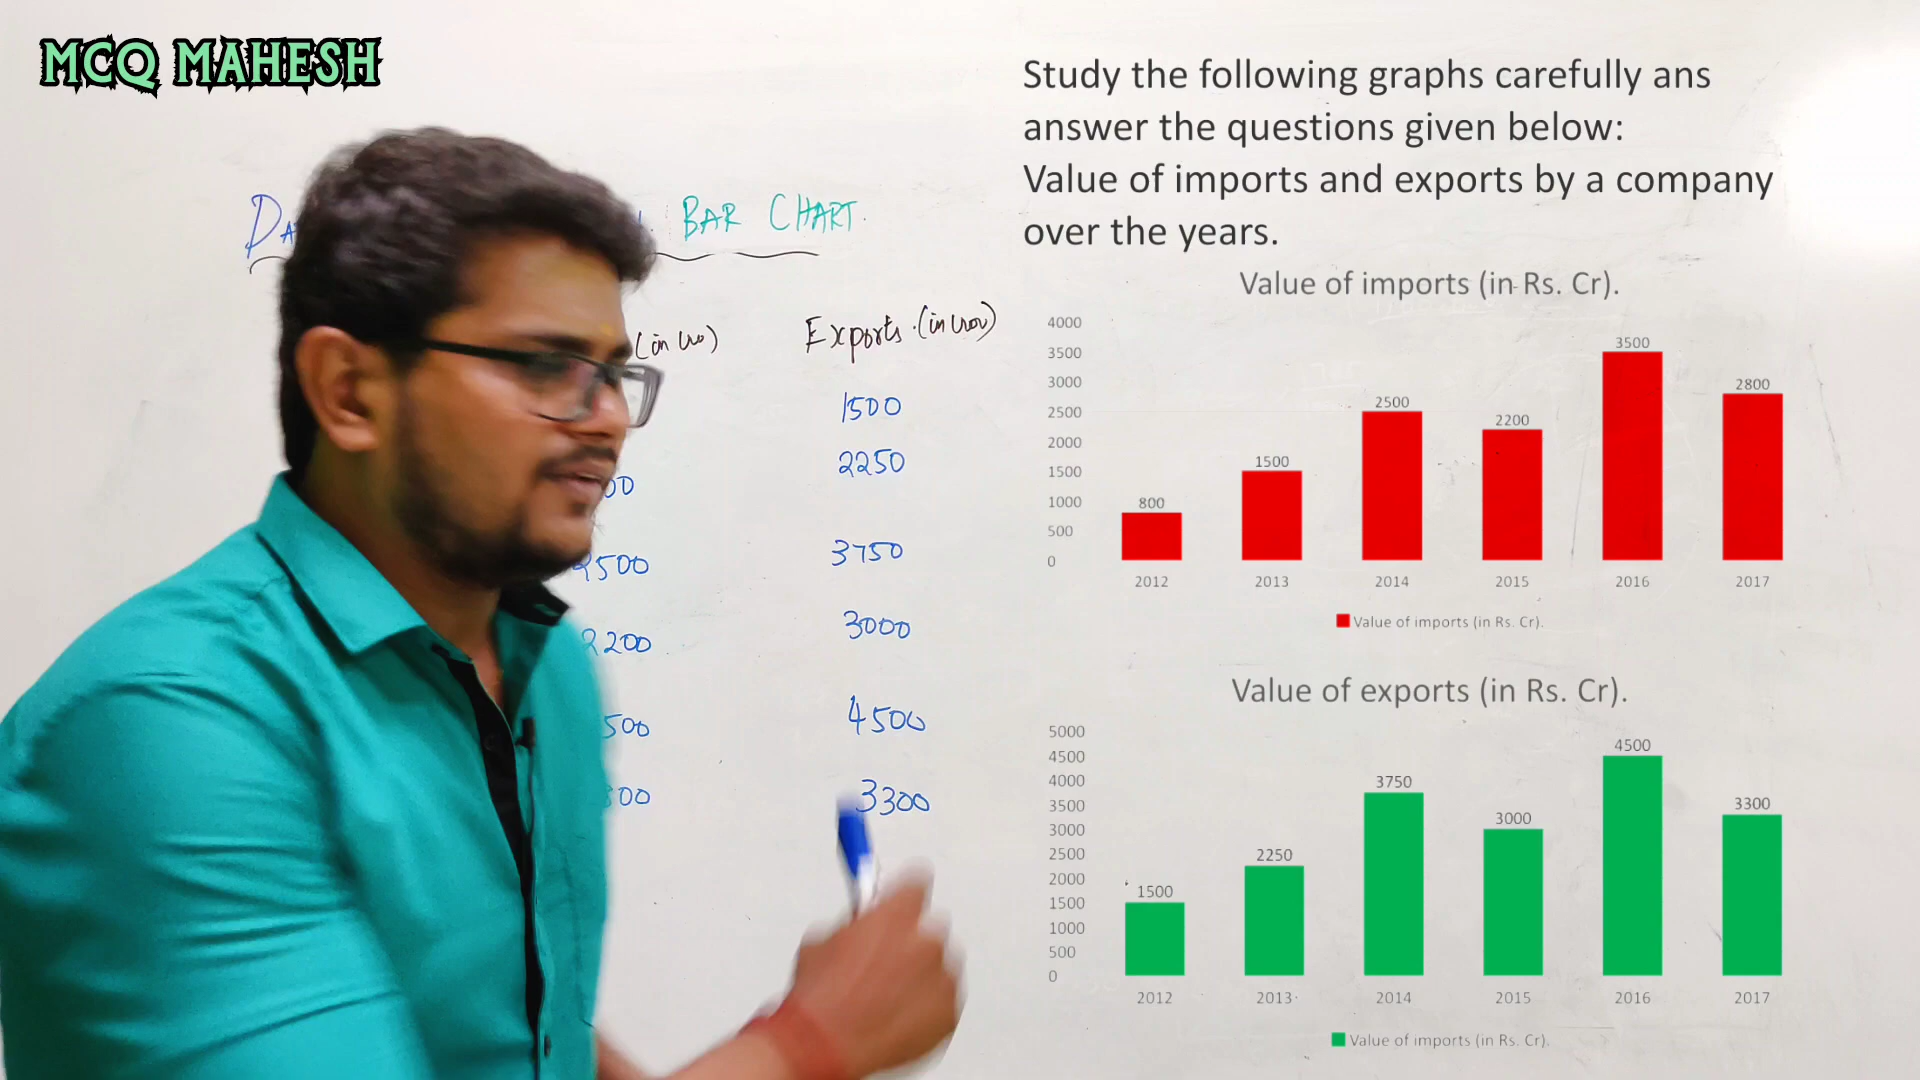 MCQ MAHESH
BAR CHART
(in
Exports (in
1500
2250
3750
2200
3000
4500
3300
Study the following graphs carefully ans
answer the questions given below:
Value of imports and exports by a company
over the years.
Value of imports (in Rs. Cr).
4000
3500
3000
2500
2000
1500
1000
500
0
800
1500
2500
2200
3500
2800
2012 2013 2014 2015 2016 2017
Value of imports (in Rs. Cr).
Value of exports (in Rs. Cr).
5000
4500
4000
3500
3000
2500
2000
1500
1000
500
0
1500
2250
3750
3000
4500
3300
2012 2013 2014 2015 2016 2017
Value of imports (in Rs. Cr).